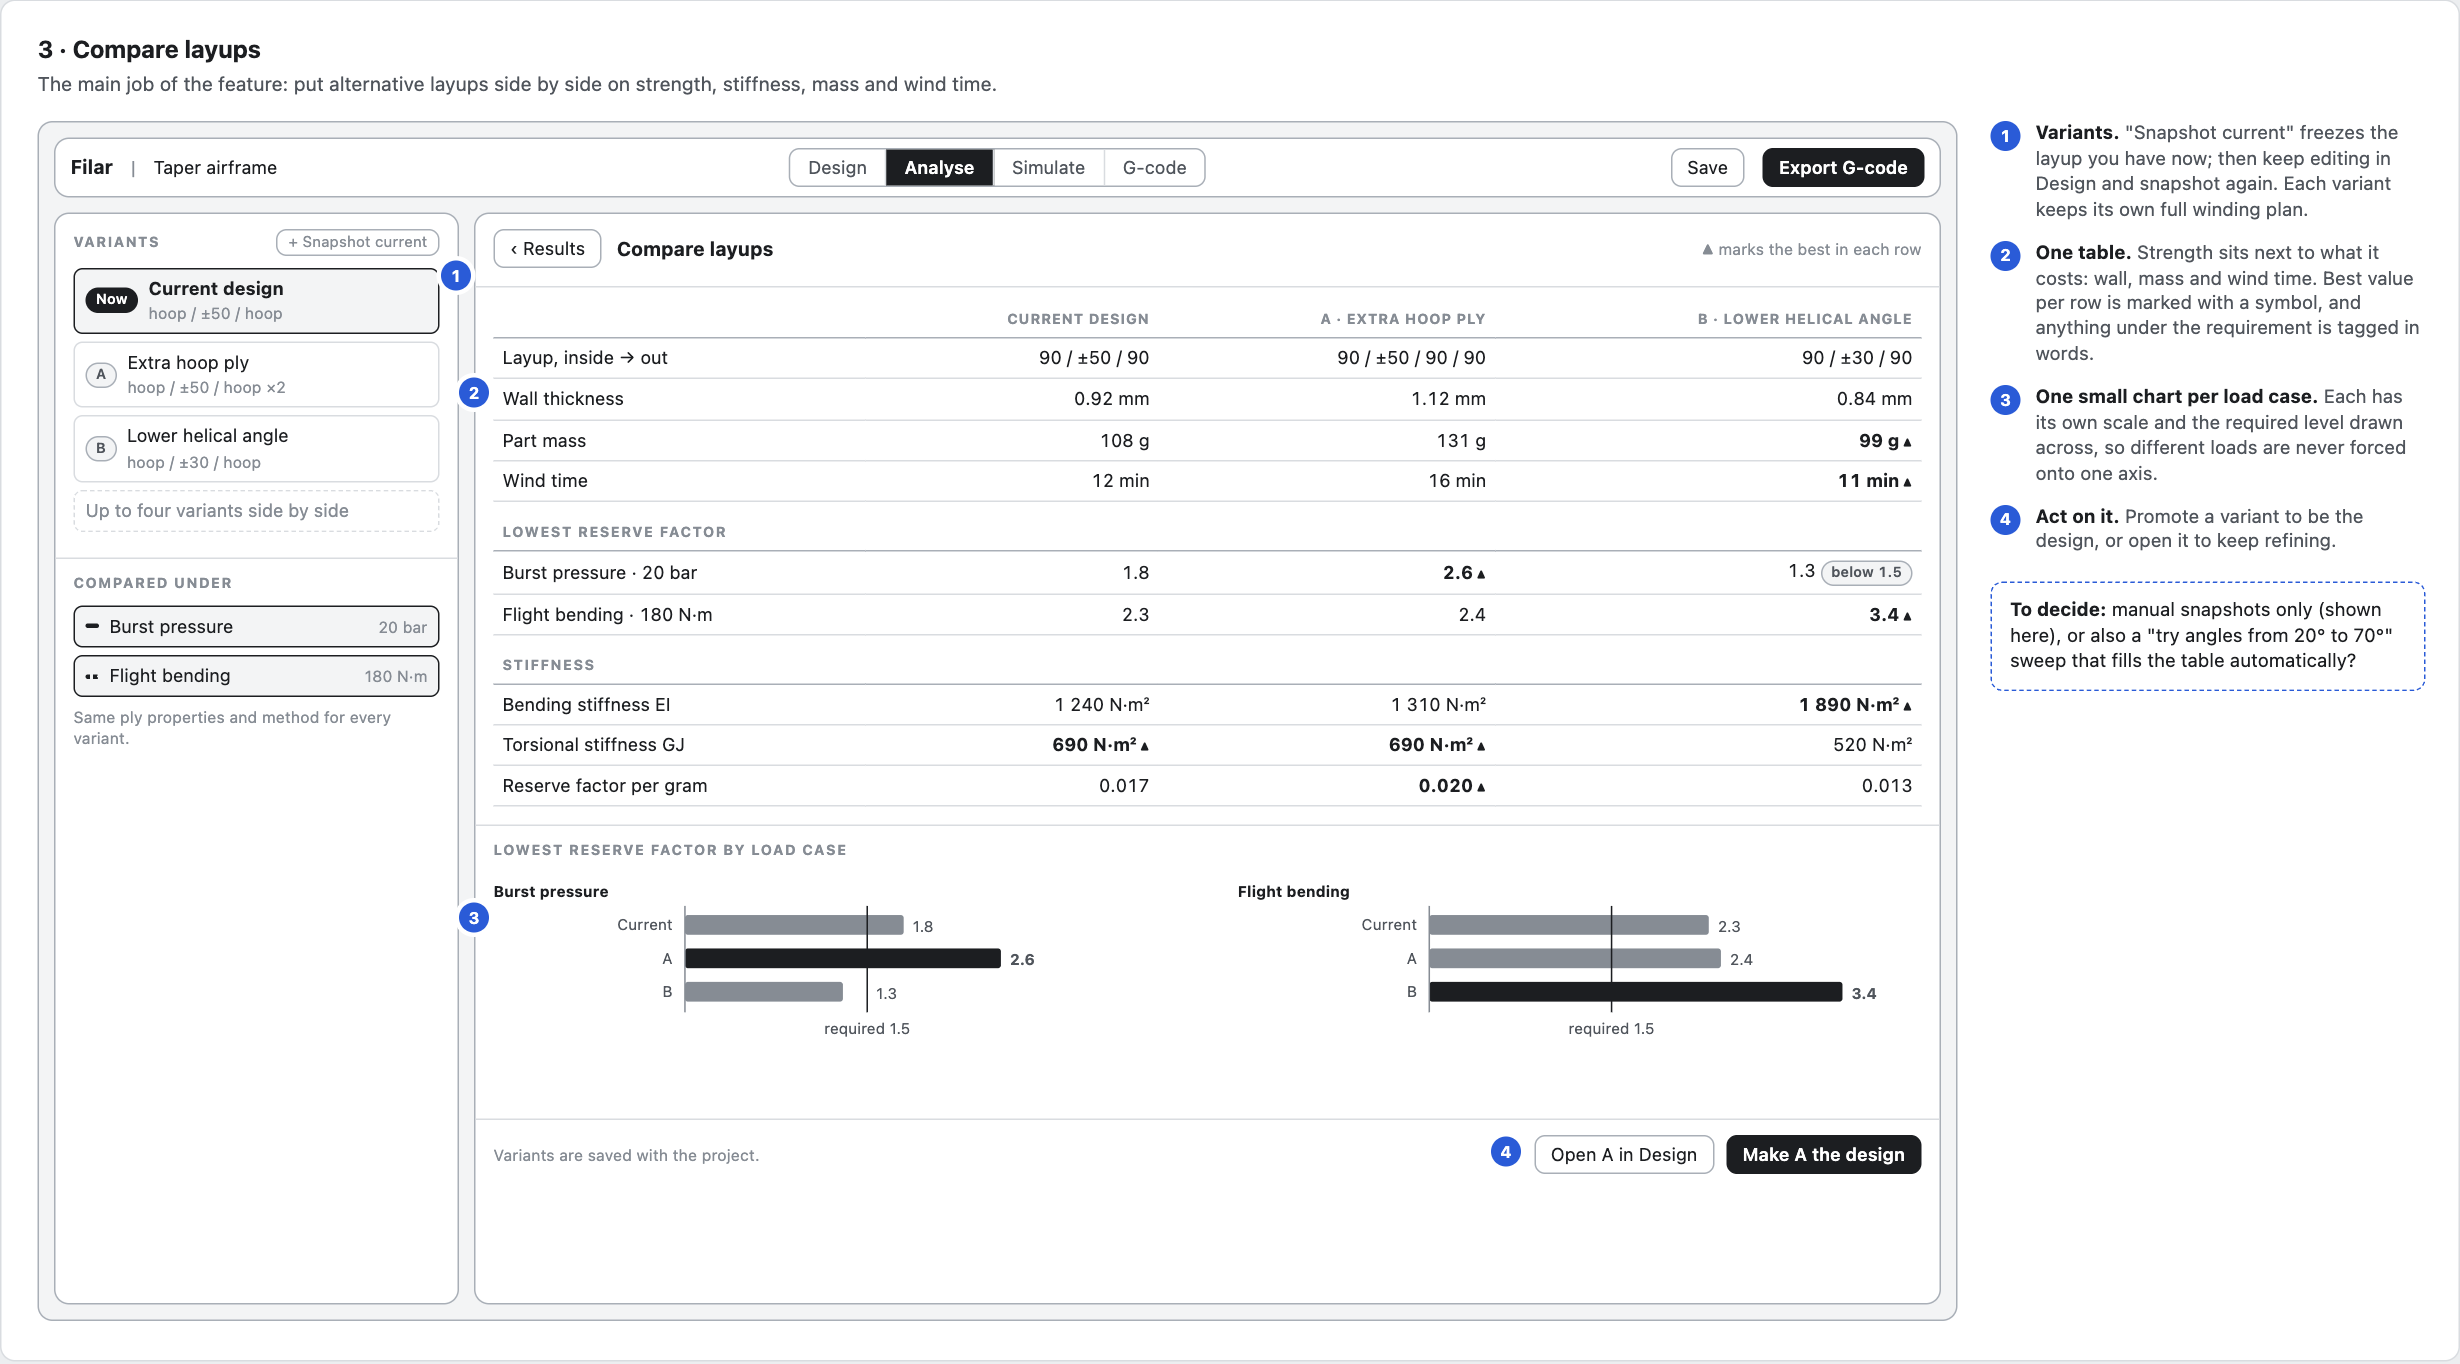 3 · Compare layups
The main job of the feature: put alternative layups side by side on strength, stiffness, mass and wind time.
Filar | Taper airframe
Design Analyse Simulate G-code
Save Export G-code
VARIANTS + Snapshot current
Now Current design
hoop / ±50 / hoop
A Extra hoop ply
hoop / ±50 / hoop ×2
B Lower helical angle
hoop / ±30 / hoop
Up to four variants side by side
COMPARED UNDER
Burst pressure 20 bar
Flight bending 180 N·m
Same ply properties and method for every
variant.
1
2
3
‹ Results Compare layups ▲ marks the best in each row
CURRENT DESIGN A · EXTRA HOOP PLY B · LOWER HELICAL ANGLE
Layup, inside → out 90 / ±50 / 90 90 / ±50 / 90 / 90 90 / ±30 / 90
Wall thickness 0.92 mm 1.12 mm 0.84 mm
Part mass 108 g 131 g 99 g ▲
Wind time 12 min 16 min 11 min ▲
LOWEST RESERVE FACTOR
Burst pressure · 20 bar 1.8 2.6 ▲ 1.3 below 1.5
Flight bending · 180 N·m 2.3 2.4 3.4 ▲
STIFFNESS
Bending stiffness EI 1 240 N·m² 1 310 N·m² 1 890 N·m² ▲
Torsional stiffness GJ 690 N·m² ▲ 690 N·m² ▲ 520 N·m²
Reserve factor per gram 0.017 0.020 ▲ 0.013
LOWEST RESERVE FACTOR BY LOAD CASE
Burst pressure
Current 1.8
A 2.6
B 1.3
required 1.5
Flight bending
Current 2.3
A 2.4
B 3.4
required 1.5
Variants are saved with the project.
4 Open A in Design Make A the design
1 Variants. "Snapshot current" freezes the
layup you have now; then keep editing in
Design and snapshot again. Each variant
keeps its own full winding plan.
2 One table. Strength sits next to what it
costs: wall, mass and wind time. Best value
per row is marked with a symbol, and
anything under the requirement is tagged in
words.
3 One small chart per load case. Each has
its own scale and the required level drawn
across, so different loads are never forced
onto one axis.
4 Act on it. Promote a variant to be the
design, or open it to keep refining.
To decide: manual snapshots only (shown
here), or also a "try angles from 20° to 70°"
sweep that fills the table automatically?